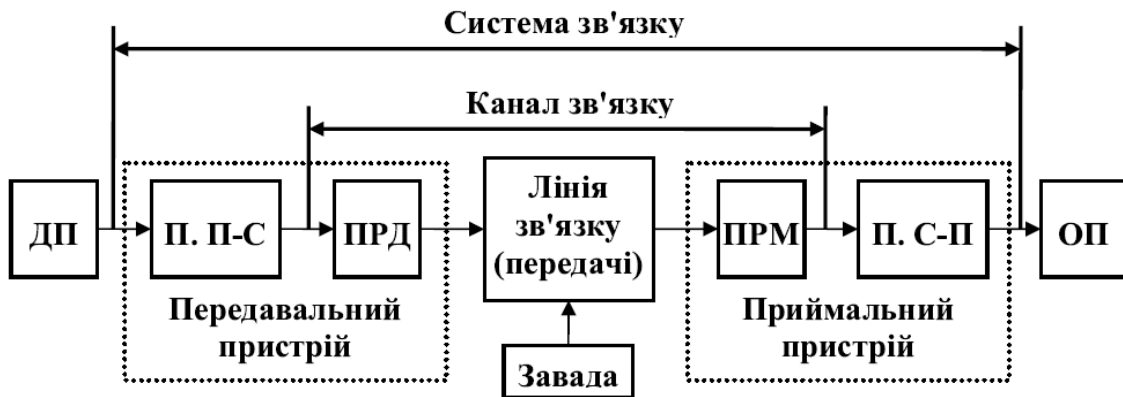 Система зв'язку
Канал зв'язку
ДП
П. П-С
ПРД
Лінія
зв'язку
(передачі)
ПРМ
П. С-П
ОП
Передавальний
пристрій
Приймальний
пристрій
Завада